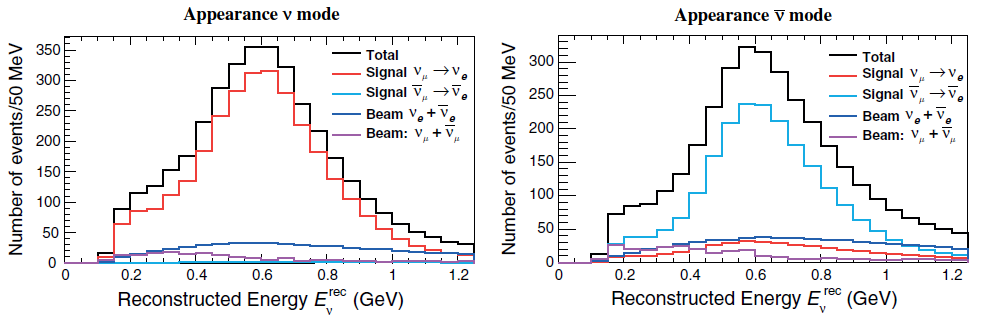 Appearance ν mode
Number of events/50 MeV
350
300
250
200
150
100
50
0
Total
Signal ν_μ → ν_e
Signal ν̅_μ → ν̅_e
Beam ν_e + ν̅_e
Beam: ν_μ + ν̅_μ
0 0.2 0.4 0.6 0.8 1 1.2
Reconstructed Energy E_ν^rec (GeV)
Appearance ν̅ mode
Number of events/50 MeV
300
250
200
150
100
50
0
Total
Signal ν_μ → ν_e
Signal ν̅_μ → ν̅_e
Beam ν_e + ν̅_e
Beam: ν_μ + ν̅_μ
0 0.2 0.4 0.6 0.8 1 1.2
Reconstructed Energy E_ν^rec (GeV)